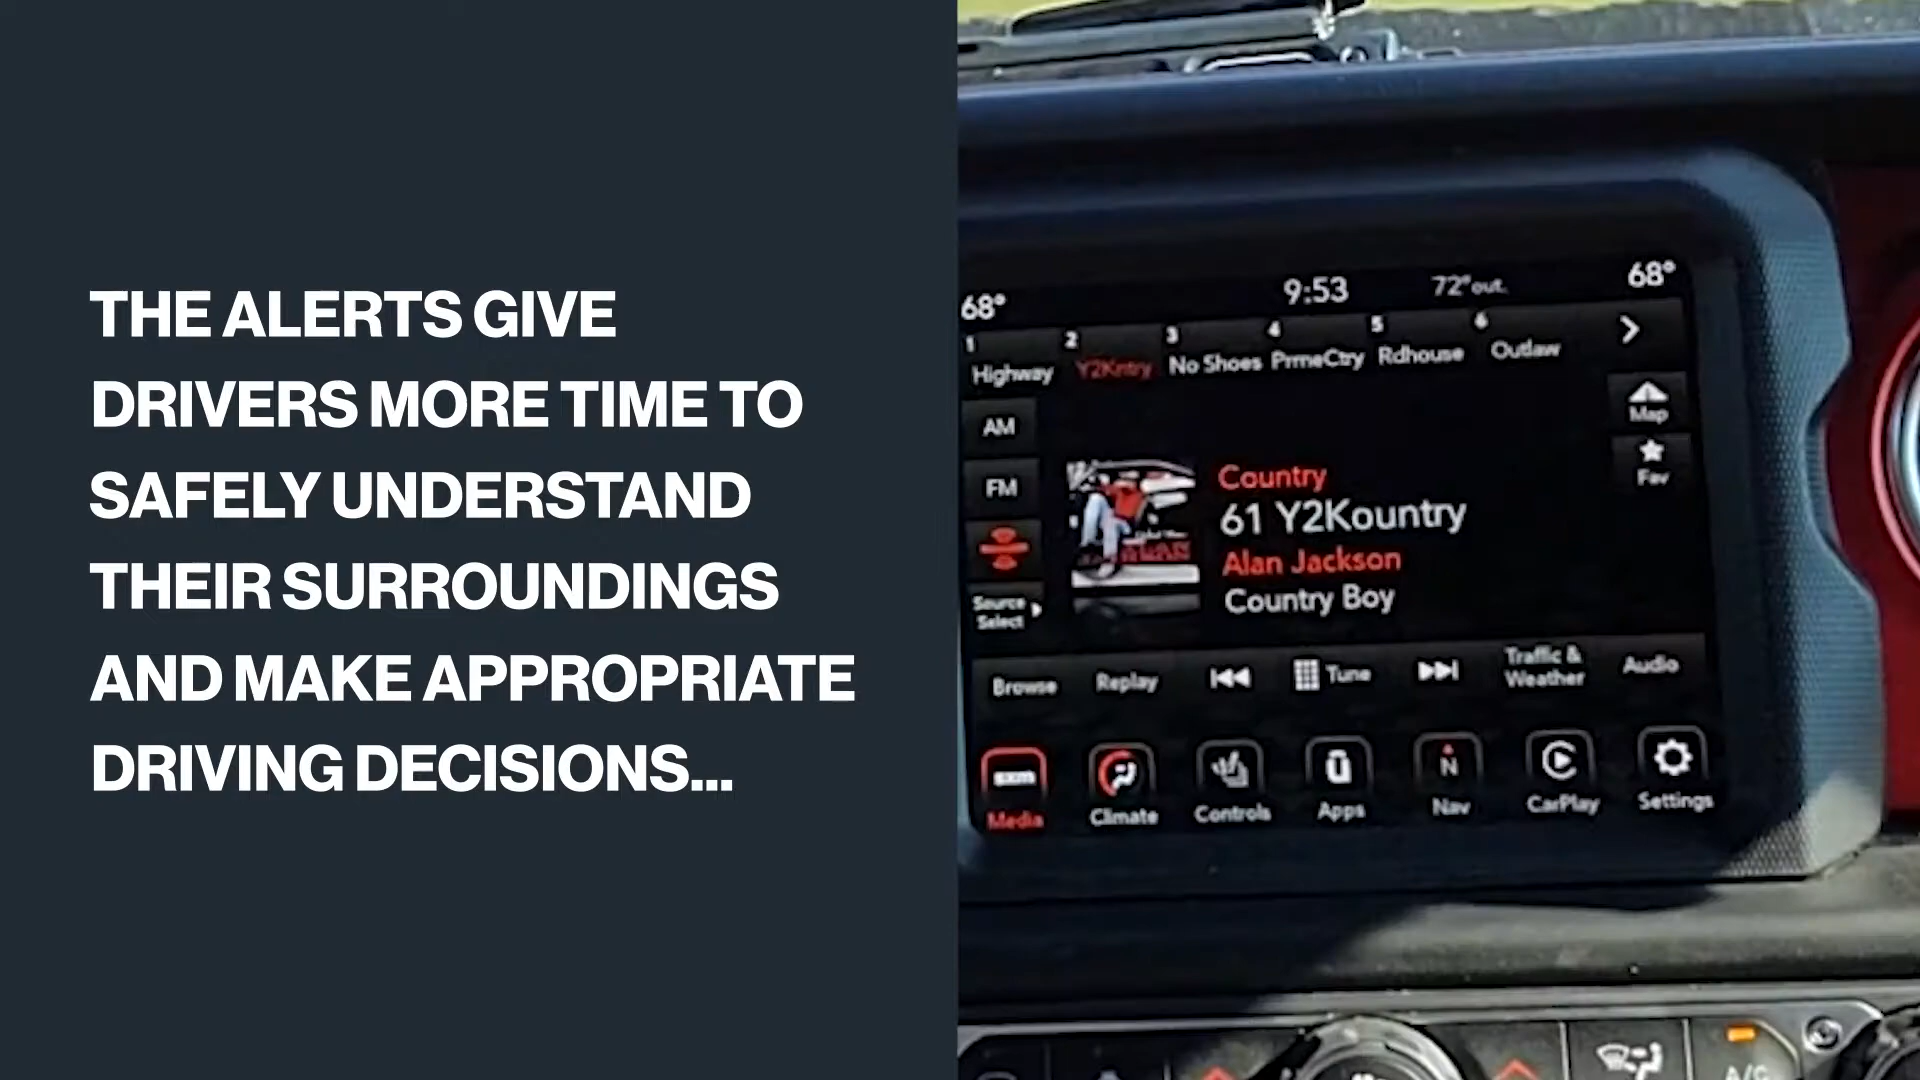 THE ALERTS GIVE
DRIVERS MORE TIME TO
SAFELY UNDERSTAND
THEIR SURROUNDINGS
AND MAKE APPROPRIATE
DRIVING DECISIONS...
68° 9:53 72°out. 68°
1 2 3 4 5 6
Highway Y2Kntry No Shoes PrmeCtry Rdhouse Outlaw
AM
FM
Source
Select
Map
Fav
Country
61 Y2Kountry
Alan Jackson
Country Boy
Browse Replay Tune Traffic &
Weather Audio
sxm
N
Media Climate Controls Apps Nav CarPlay Settings
A/C